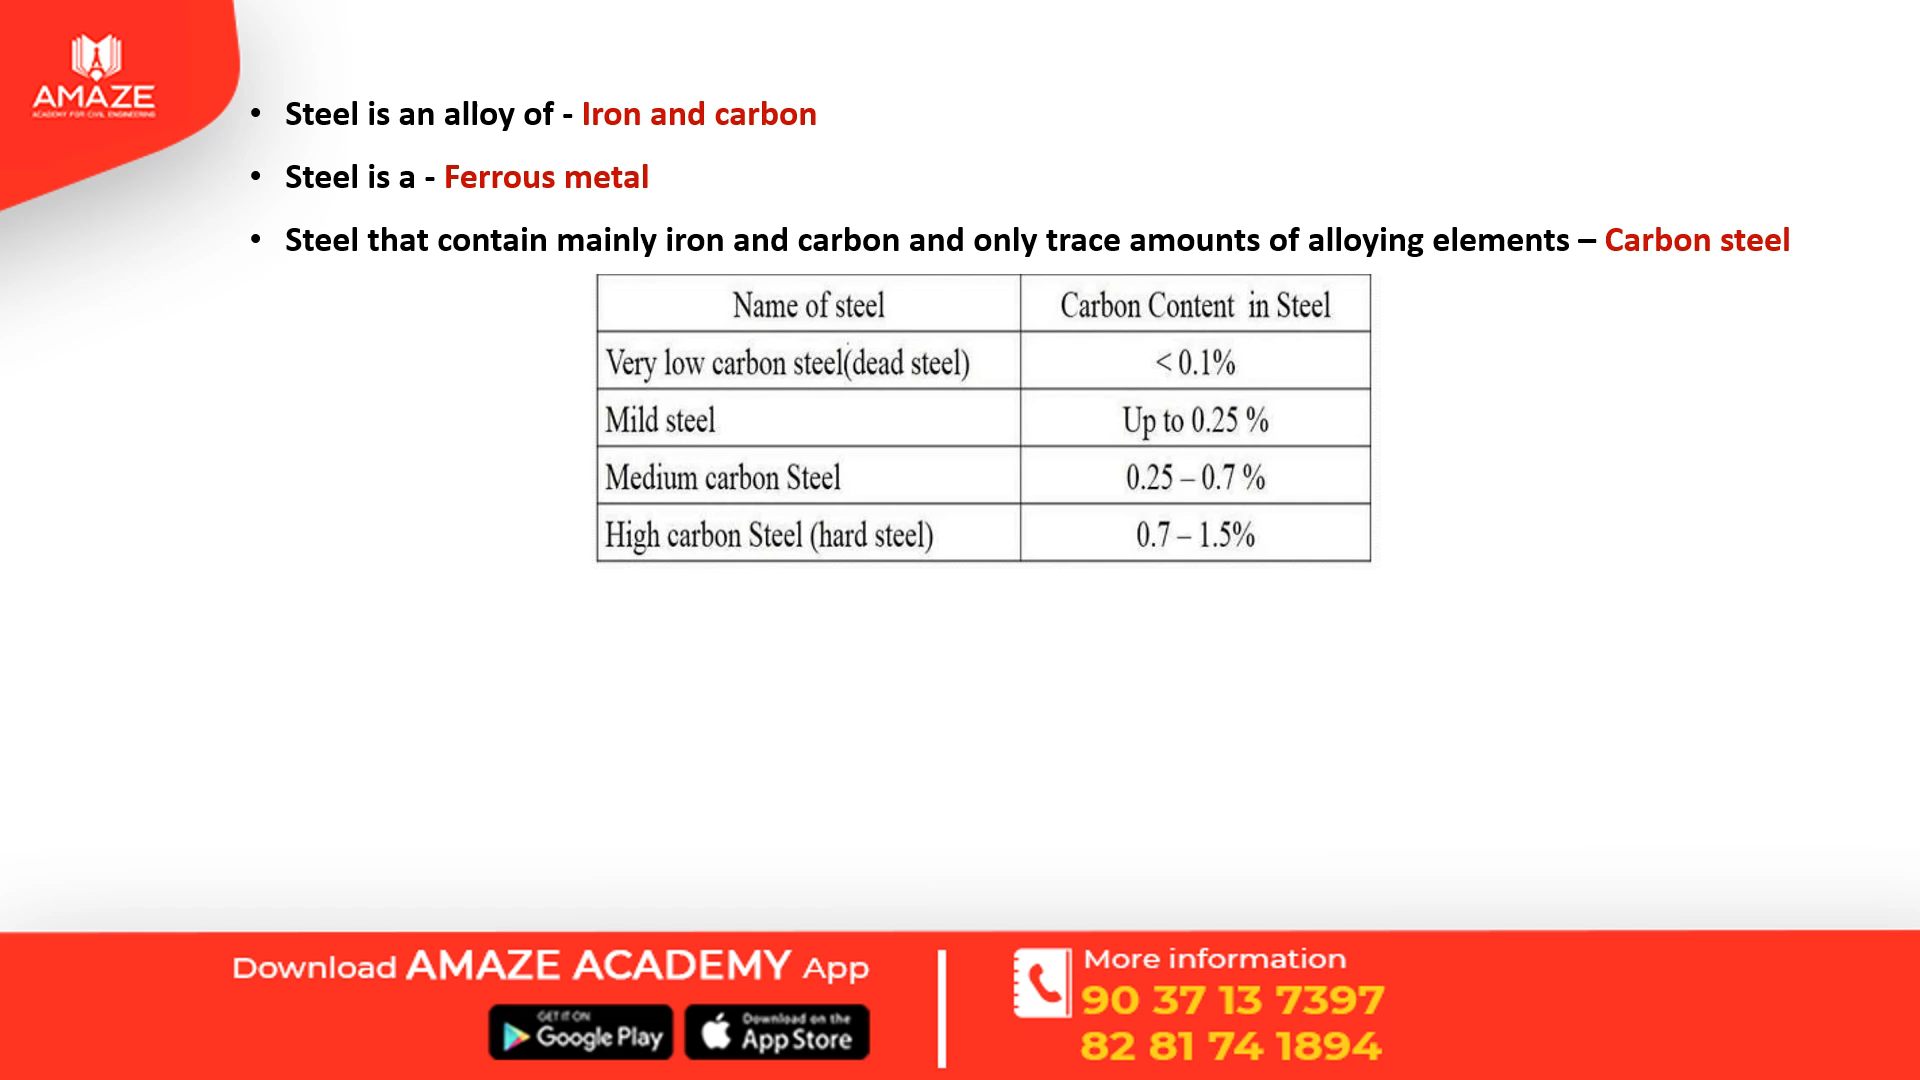 AMAZE
ACADEMY FOR CIVIL ENGINEERING
• Steel is an alloy of - Iron and carbon
• Steel is a - Ferrous metal
• Steel that contain mainly iron and carbon and only trace amounts of alloying elements – Carbon steel
Name of steel Carbon Content in Steel
Very low carbon steel(dead steel) < 0.1%
Mild steel Up to 0.25 %
Medium carbon Steel 0.25 – 0.7 %
High carbon Steel (hard steel) 0.7 – 1.5%
Download AMAZE ACADEMY App
GET IT ON
Google Play
Download on the
App Store
More information
90 37 13 7397
82 81 74 1894